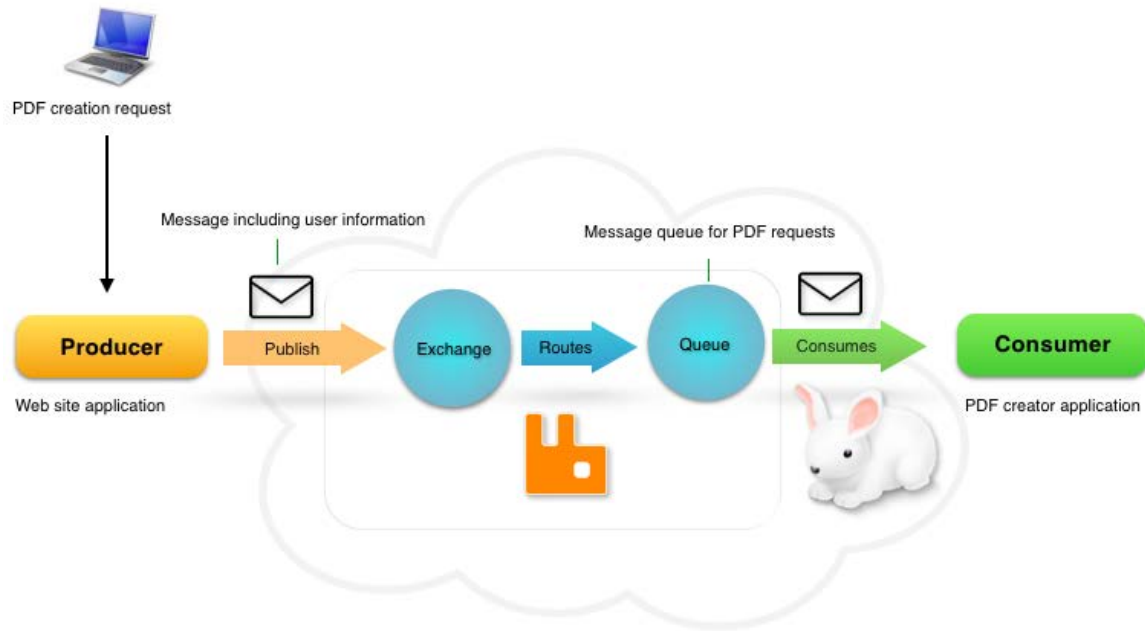 PDF creation request
Message including user information
Message queue for PDF requests
Producer
Publish
Exchange
Routes
Queue
Consumes
Consumer
Web site application
PDF creator application